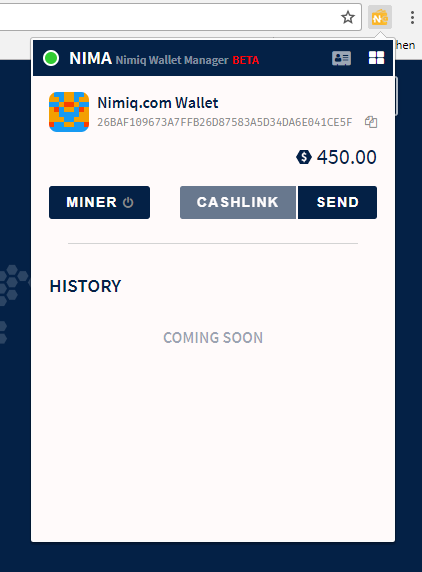 NIMA Nimiq Wallet Manager BETA
hen
Nimiq.com Wallet
26BAF109673A7FFB26D87583A5D34DA6E041CE5F
450.00
MINER
CASHLINK
SEND
HISTORY
COMING SOON